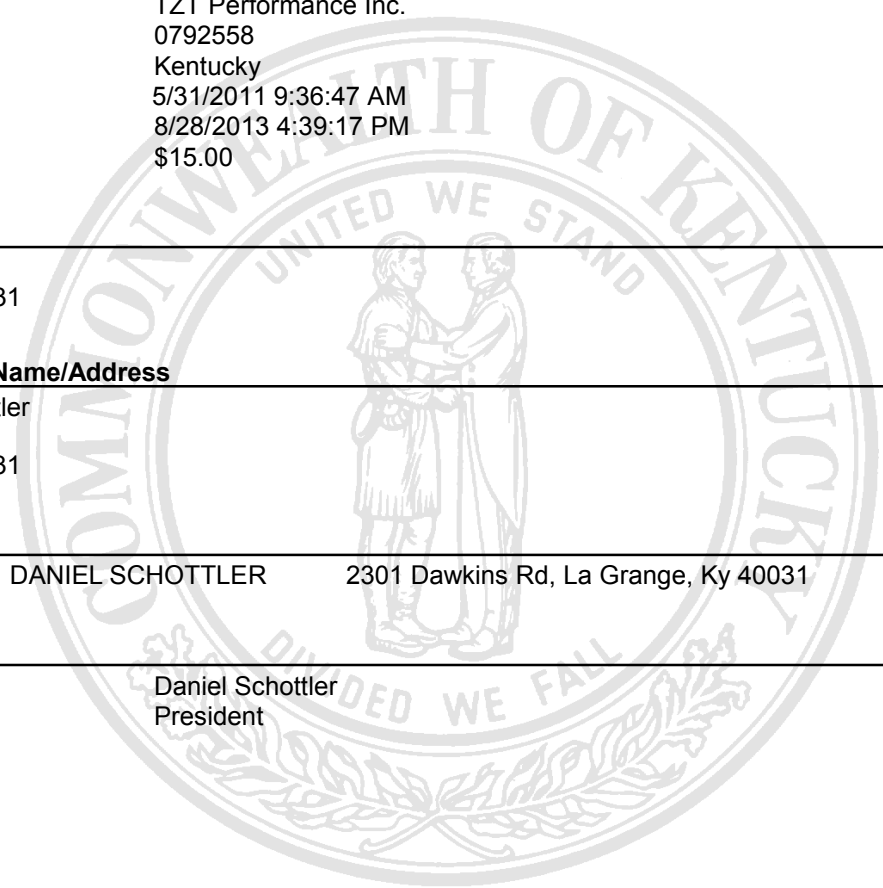 TZT Performance Inc.
0792558
Kentucky
5/31/2011 9:36:47 AM
8/28/2013 4:39:17 PM
$15.00
COMMONWEALTH OF KENTUCKY
UNITED WE STAND
31
Name/Address
tler
31
DANIEL SCHOTTLER 2301 Dawkins Rd, La Grange, Ky 40031
DIVIDED WE FALL
Daniel Schottler
President